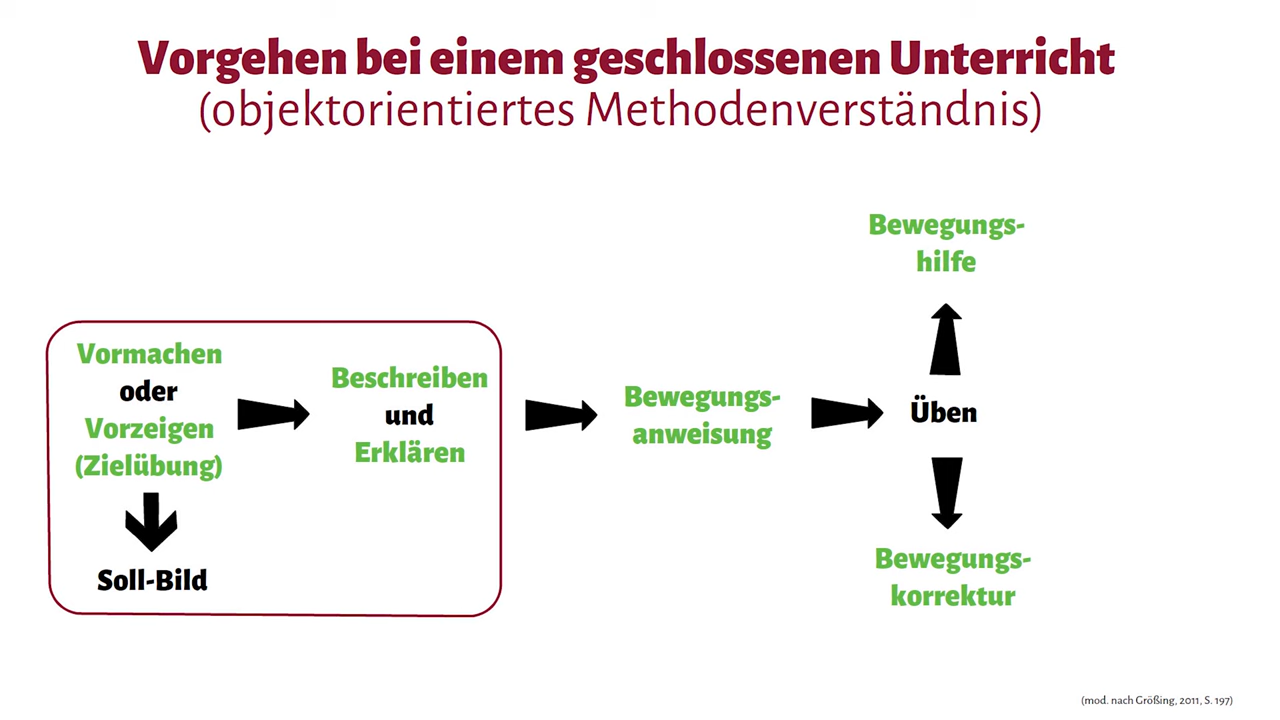 Vorgehen bei einem geschlossenen Unterricht
(objektorientiertes Methodenverständnis)
Vormachen
oder
Vorzeigen
(Zielübung)
Soll-Bild
Beschreiben
und
Erklären
Bewegungs-
anweisung
Bewegungs-
hilfe
Üben
Bewegungs-
korrektur
(mod. nach Größing, 2011, S. 197)